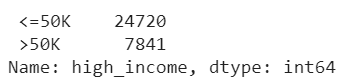 <=50K     24720
>50K       7841
Name: high_income, dtype: int64